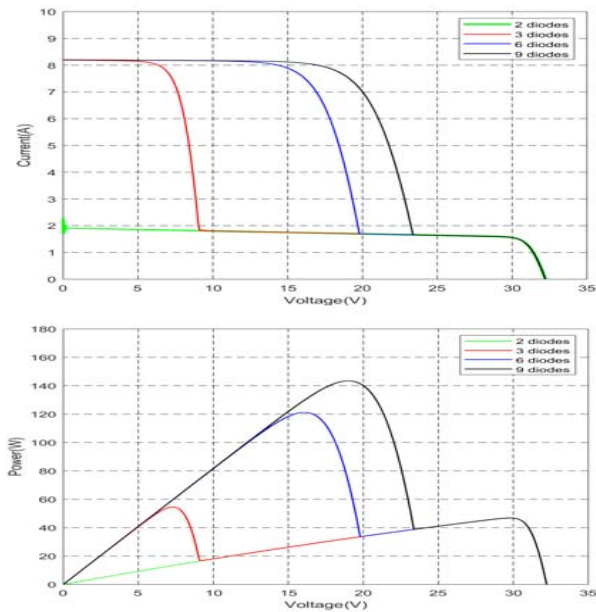 10
9
8
7
6
5
4
3
2
1
0
Current(A)
2 diodes
3 diodes
6 diodes
9 diodes
0 5 10 15 20 25 30 35
Voltage(V)
180
160
140
120
100
80
60
40
20
0
Power(W)
2 diodes
3 diodes
6 diodes
9 diodes
0 5 10 15 20 25 30 35
Voltage(V)